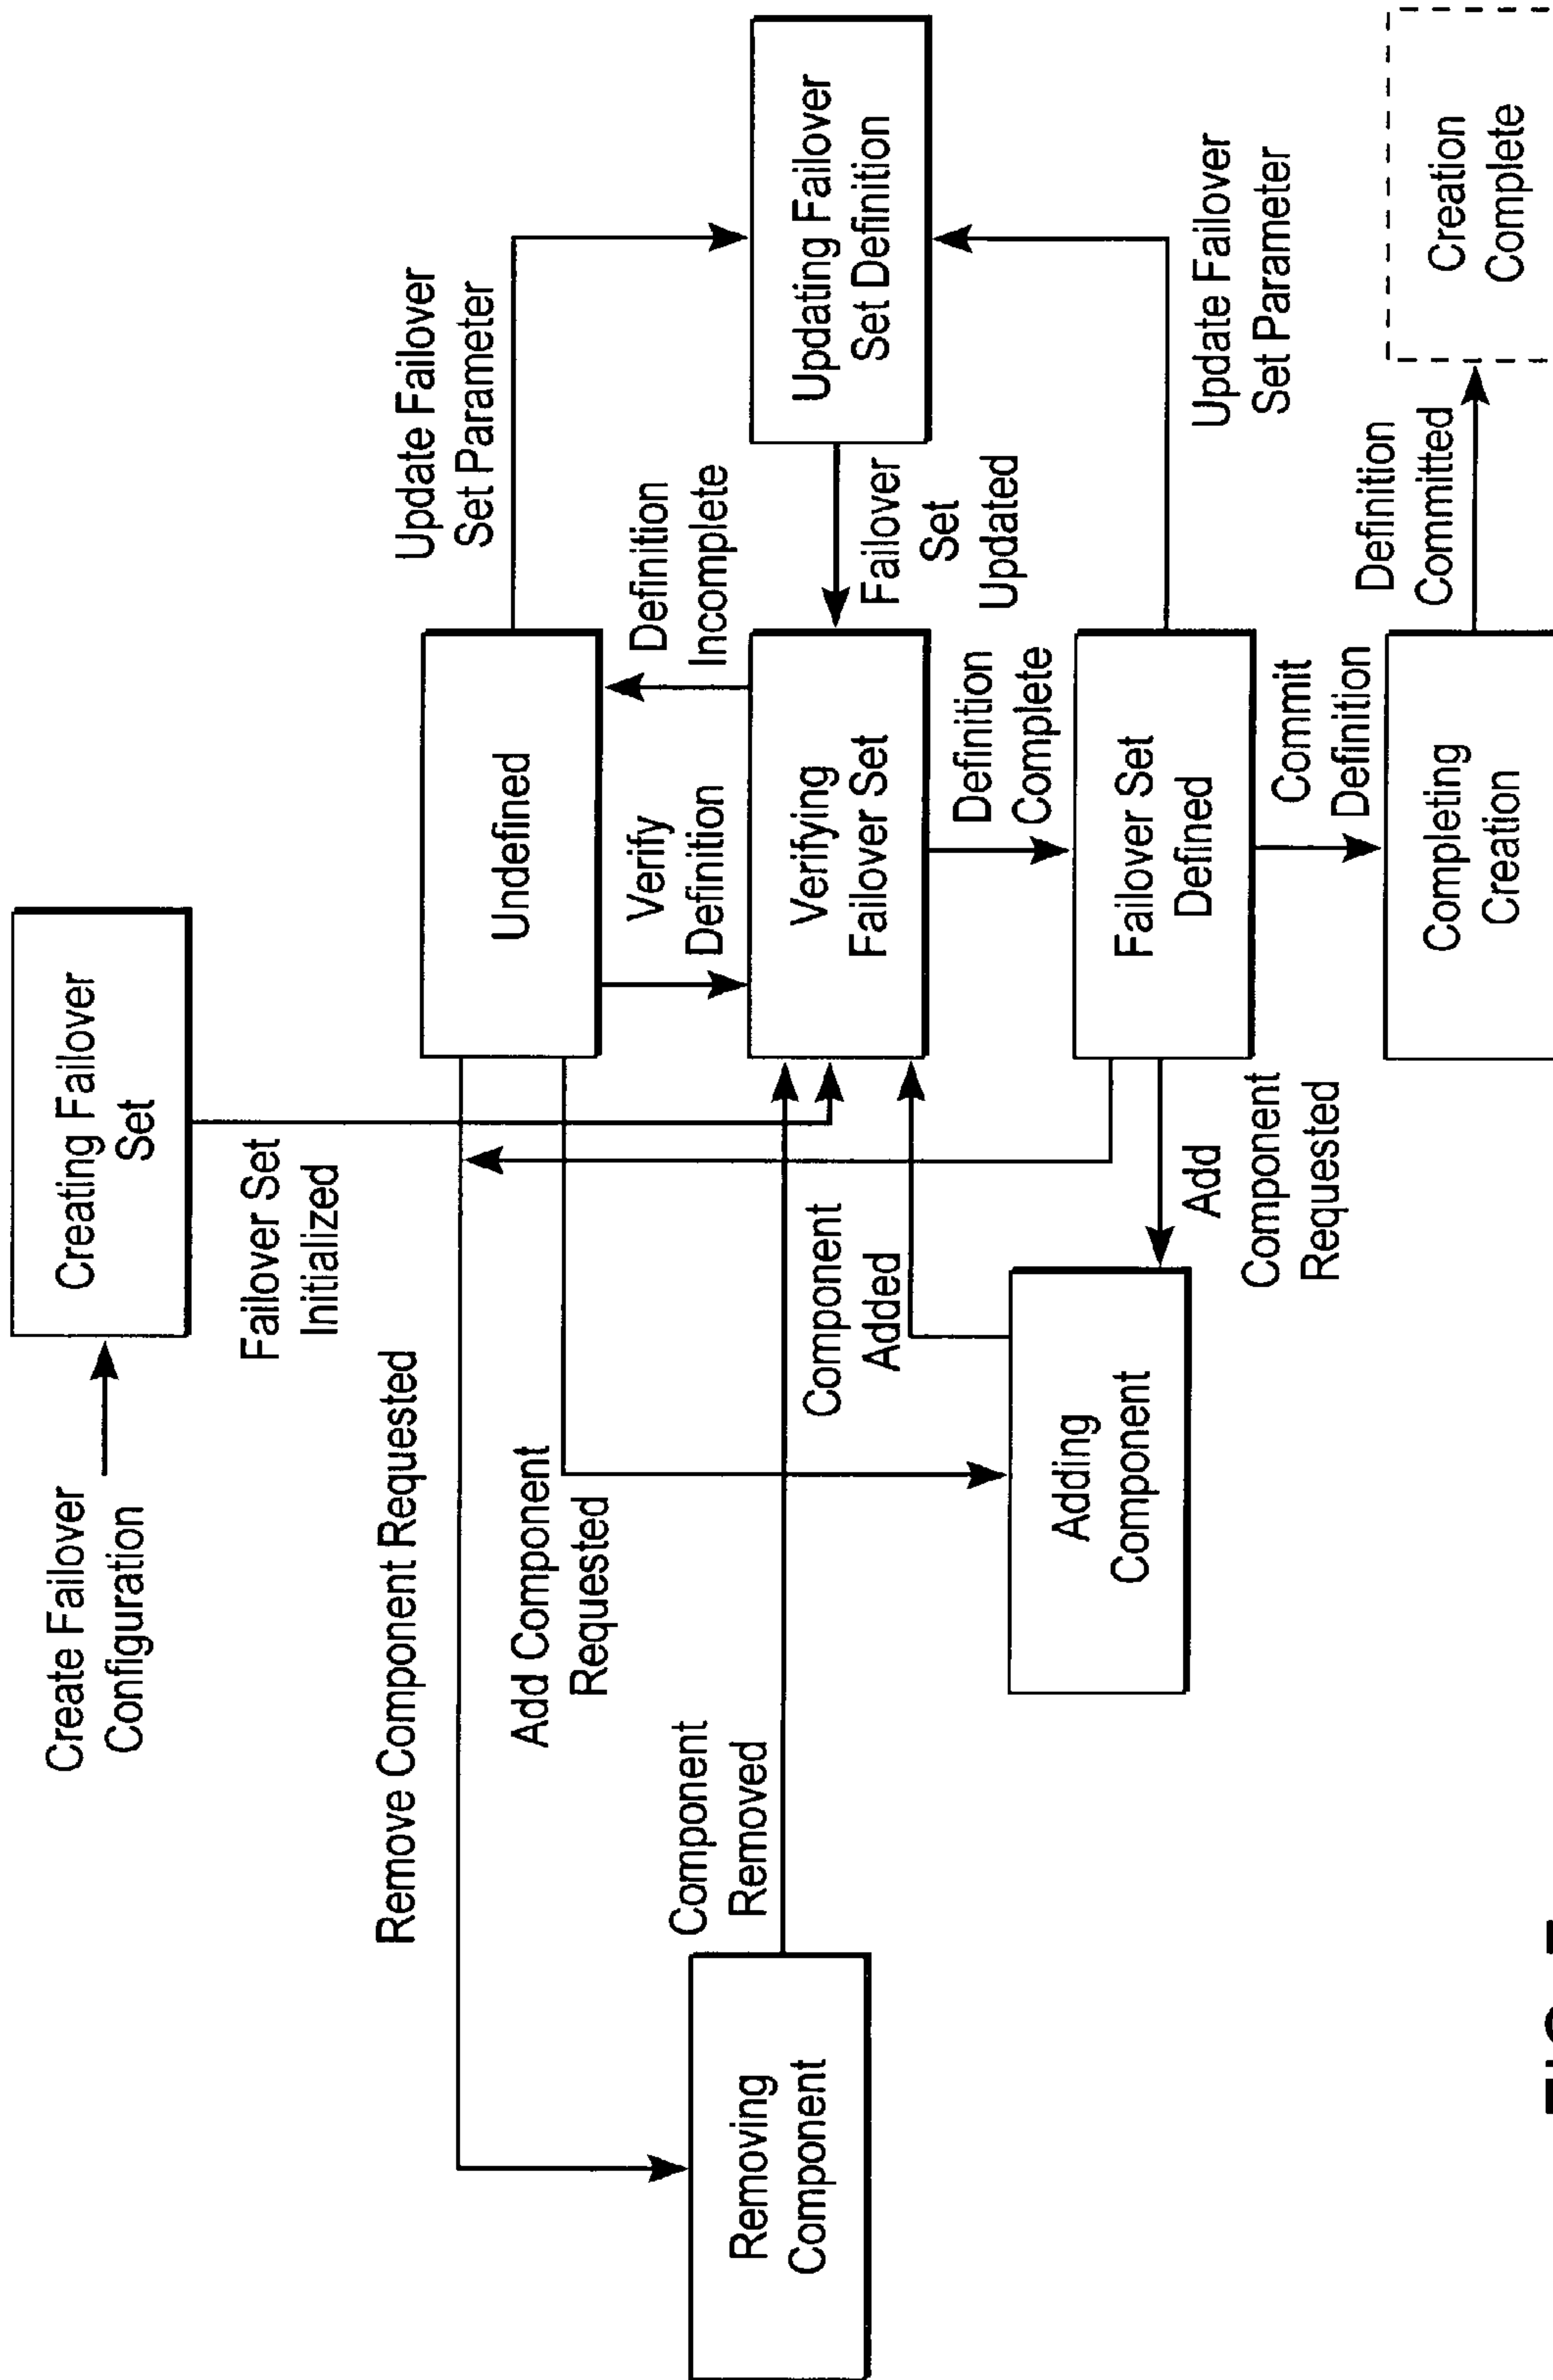 Create Failover
Configuration
Creating Failover
Set
Failover Set
Initialized
Remove Component Requested
Update Failover
Set Parameter
Add Component
Requested
Undefined
Verify
Definition
Definition
Incomplete
Updating Failover
Set Definition
Removing
Component
Component
Removed
Verifying
Failover Set
Failover
Set
Updated
Component
Added
Definition
Complete
Adding
Component
Add
Component
Requested
Failover Set
Defined
Update Failover
Set Parameter
Commit
Definition
Completing
Creation
Definition
Committed
Creation
Complete